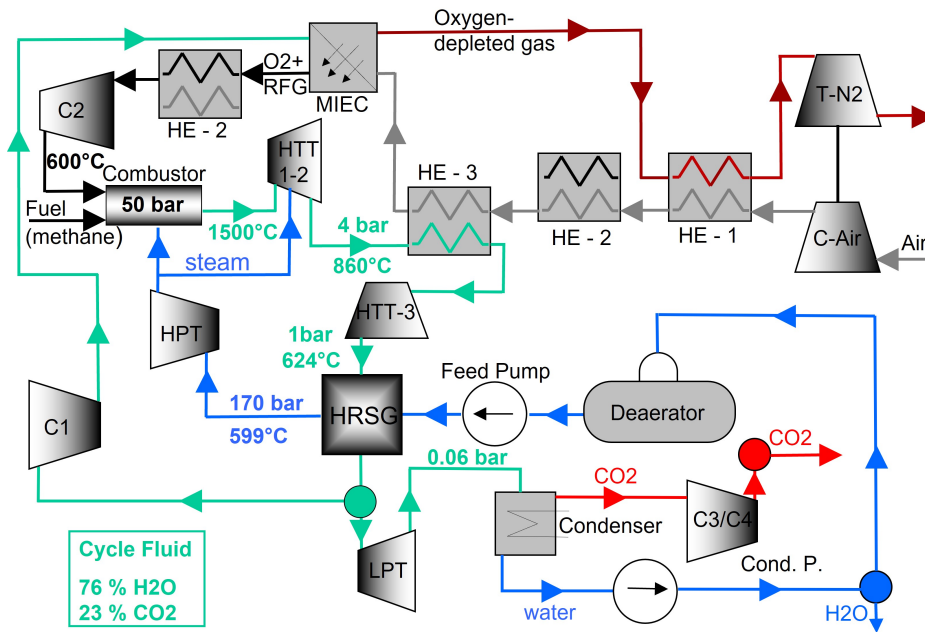 Oxygen-
depleted gas
O2+
RFG
MIEC
HE - 2
C2
600°C
Combustor
50 bar
Fuel
(methane)
1500°C
HTT
1-2
HE - 3
4 bar
860°C
HE - 2
HE - 1
T-N2
C-Air
Air
steam
HPT
HTT-3
1bar
624°C
170 bar
599°C
HRSG
Feed Pump
Deaerator
C1
0.06 bar
CO2
CO2
Condenser
C3/C4
LPT
Cond. P.
water
H2O
Cycle Fluid
76 % H2O
23 % CO2